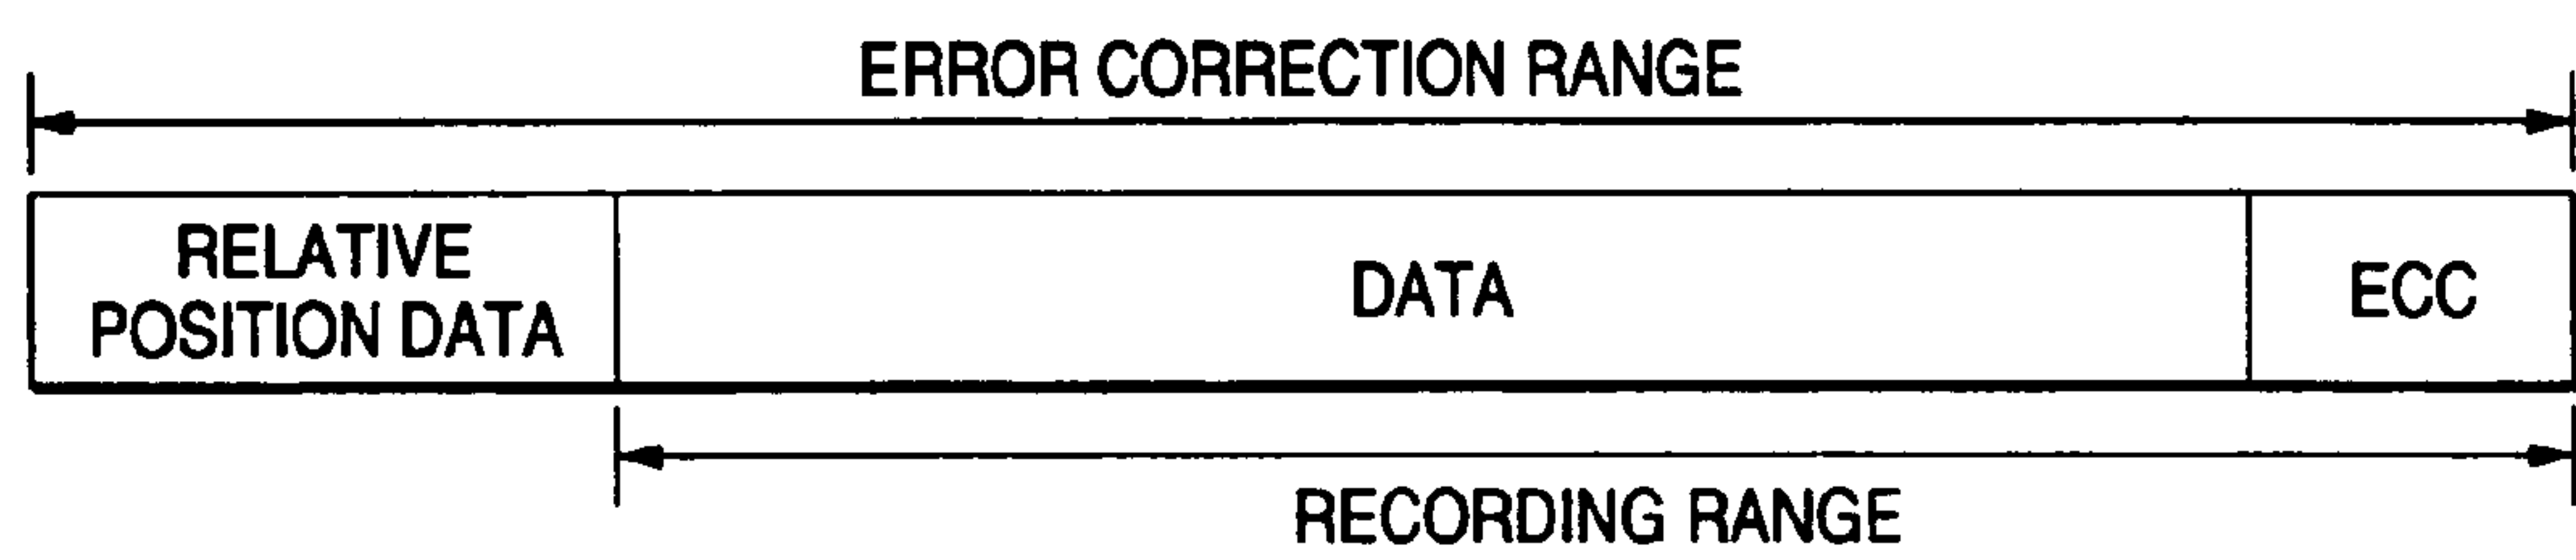 ERROR CORRECTION RANGE
RELATIVE
POSITION DATA
DATA
ECC
RECORDING RANGE